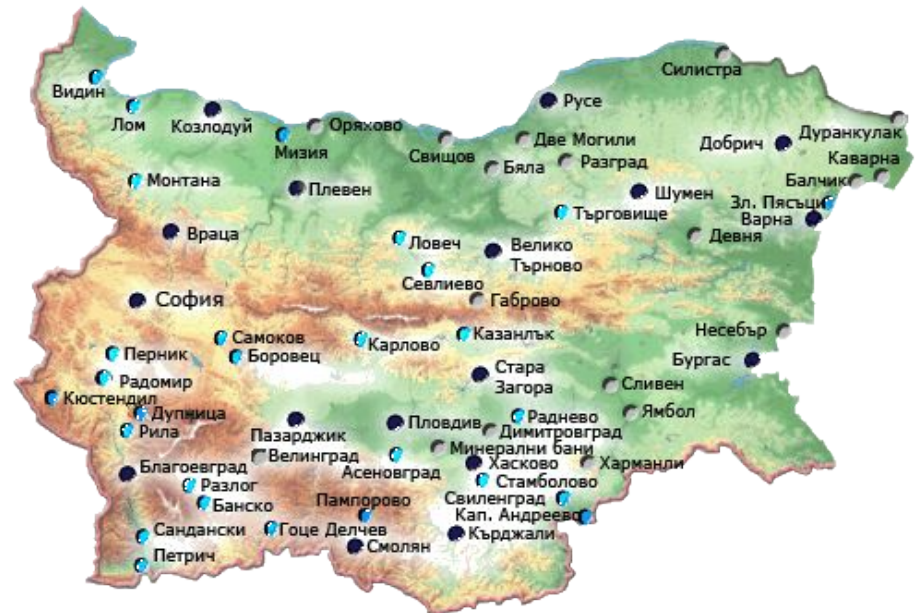 Силистра
Видин
Русе
Лом
Козлодуй
Оряхово
Мизия
Свищов
Две Могили
Добрич
Дуранкулак
Бяла
Разград
Каварна
Балчик
Монтана
Плевен
Шумен
Зл. Пясъци
Варна
Търговище
Девня
Враца
Ловеч
Велико
Търново
Севлиево
Габрово
София
Несебър
Самоков
Карлово
Казанлък
Перник
Боровец
Бургас
Стара
Загора
Радомир
Сливен
Кюстендил
Дупница
Рила
Пазарджик
Пловдив
Раднево
Ямбол
Димитровград
Минерални бани
Велинград
Асеновград
Хасково
Харманли
Благоевград
Разлог
Стамболово
Банско
Пампорово
Свиленград
Кап. Андреево
Сандански
Гоце Делчев
Кърджали
Смолян
Петрич